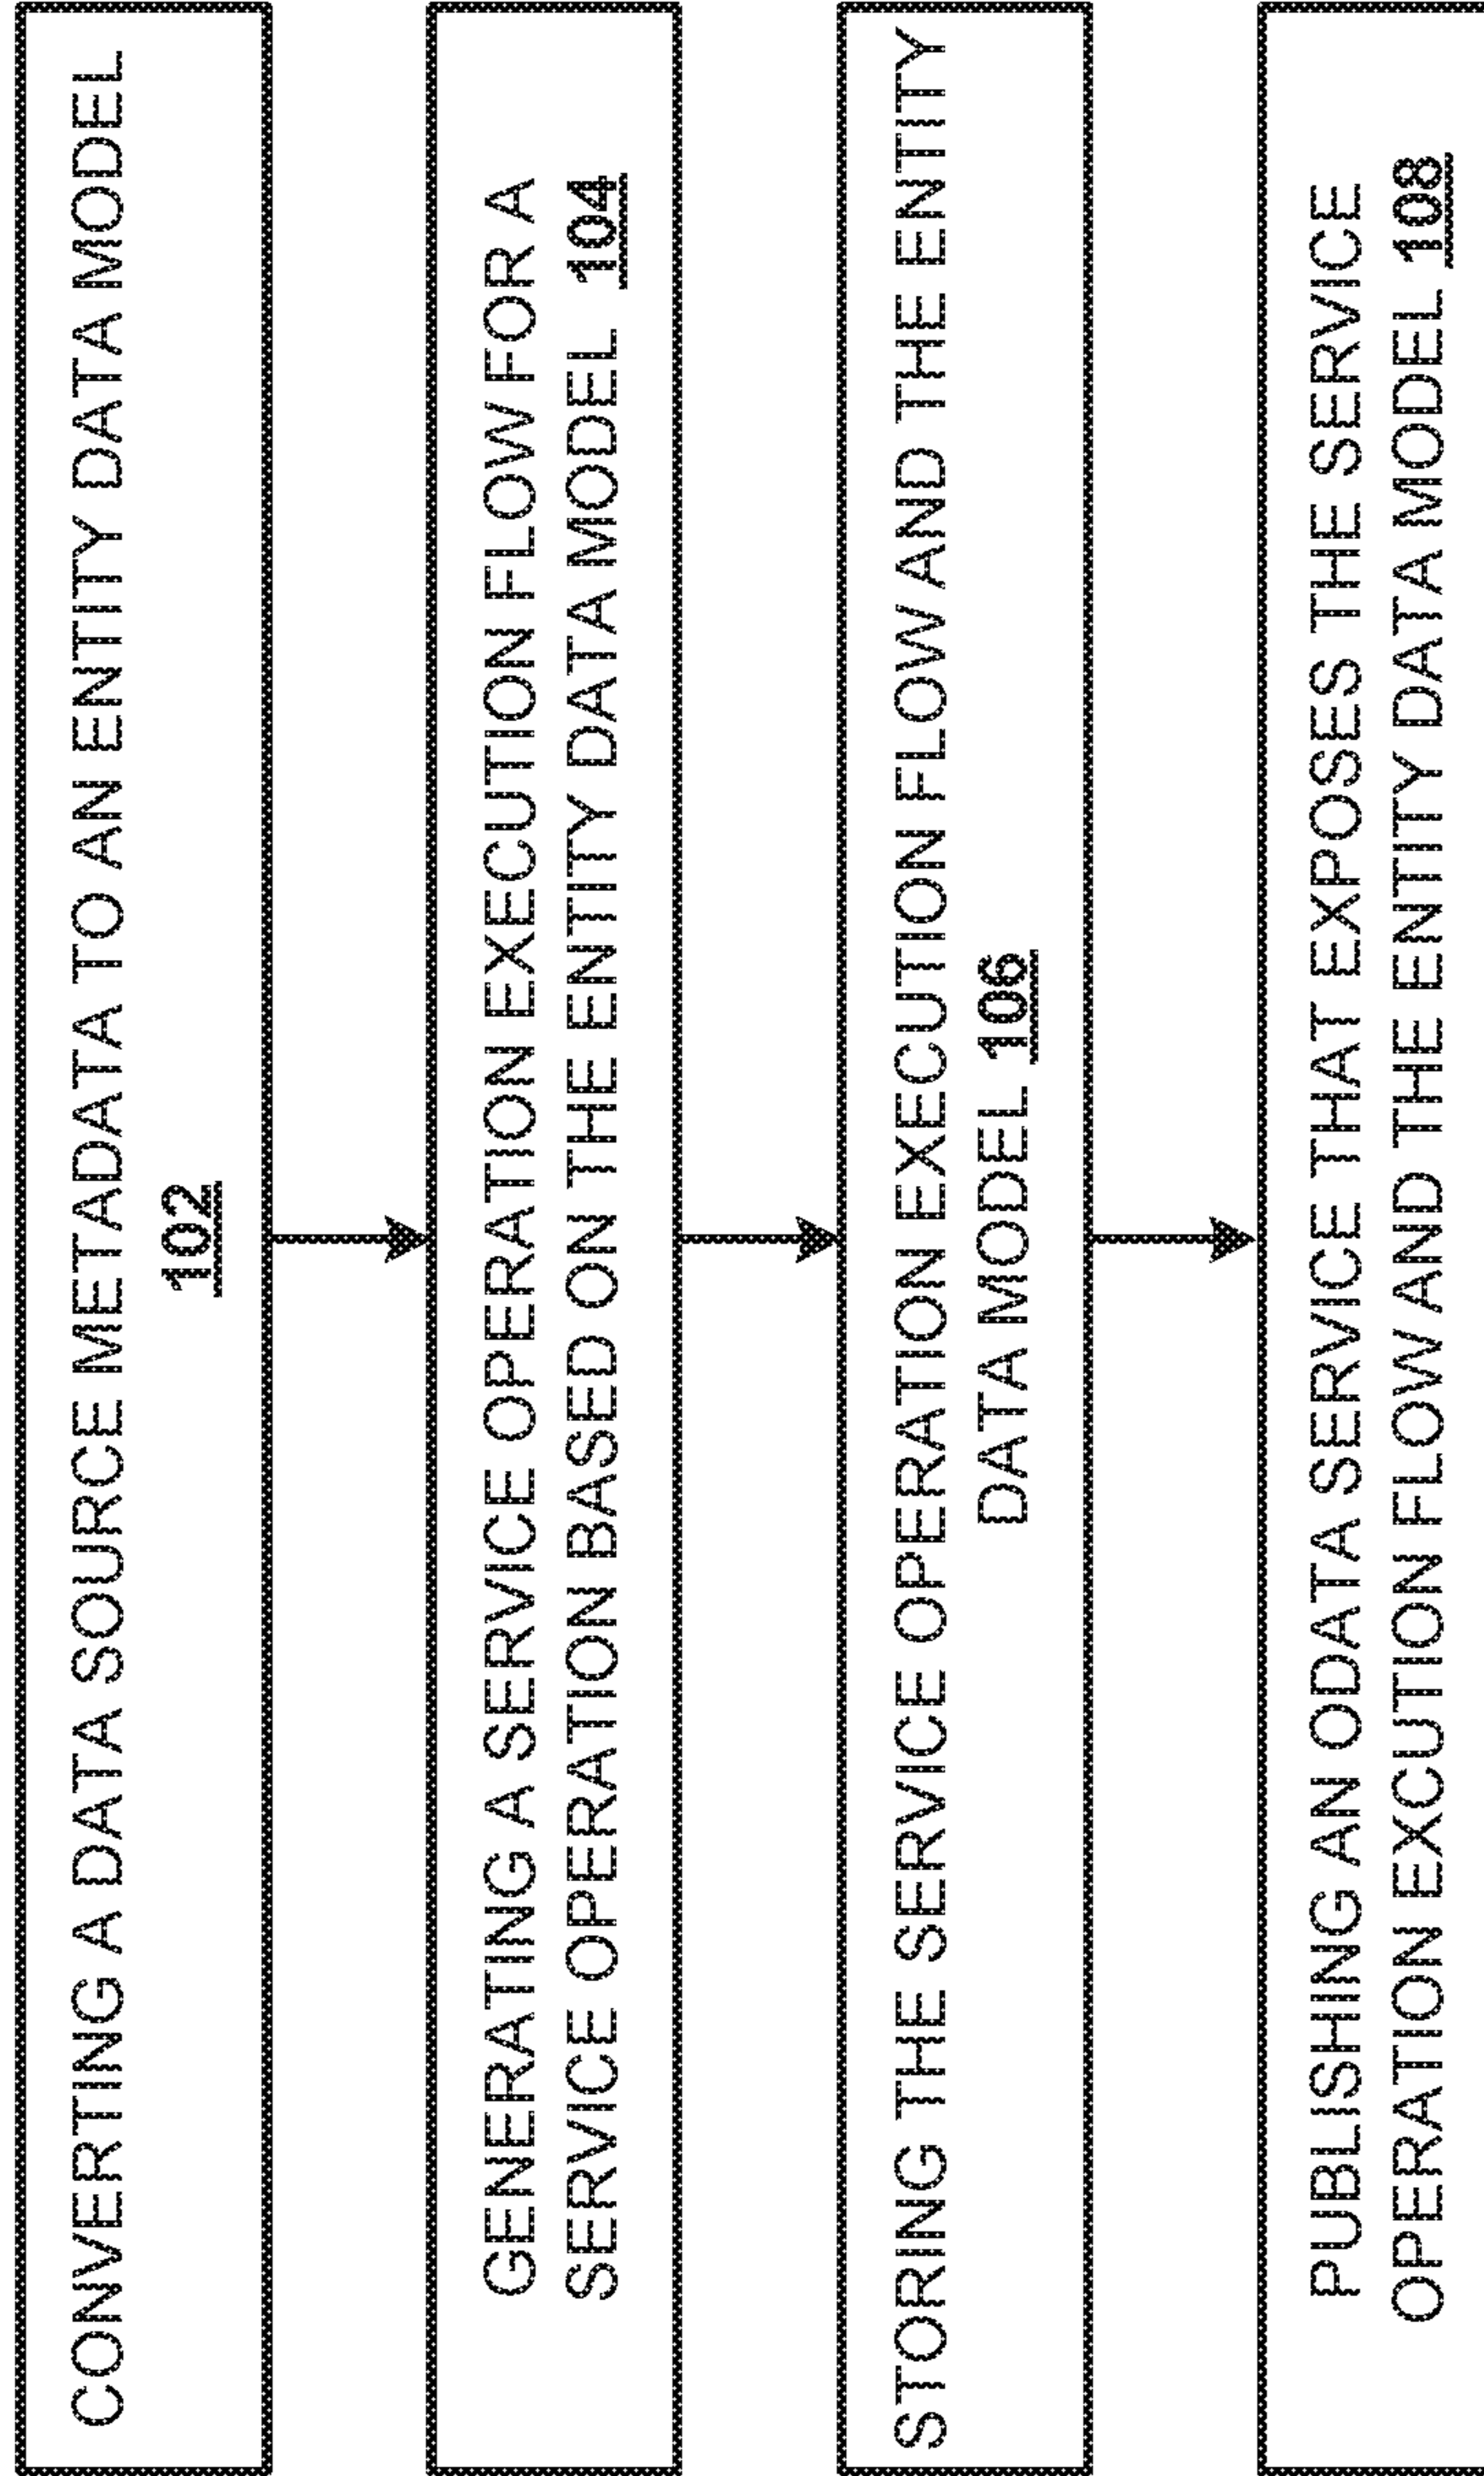 CONVERTING A DATA SOURCE METADATA TO AN ENTITY DATA MODEL
102
GENERATING A SERVICE OPERATION EXECUTION FLOW FOR A
SERVICE OPERATION BASED ON THE ENTITY DATA MODEL 104
STORING THE SERVICE OPERATION EXECUTION FLOW AND THE ENTITY
DATA MODEL 106
PUBLISHING AN ODATA SERVICE THAT EXPOSES THE SERVICE
OPERATION EXCUTION FLOW AND THE ENTITY DATA MODEL 108